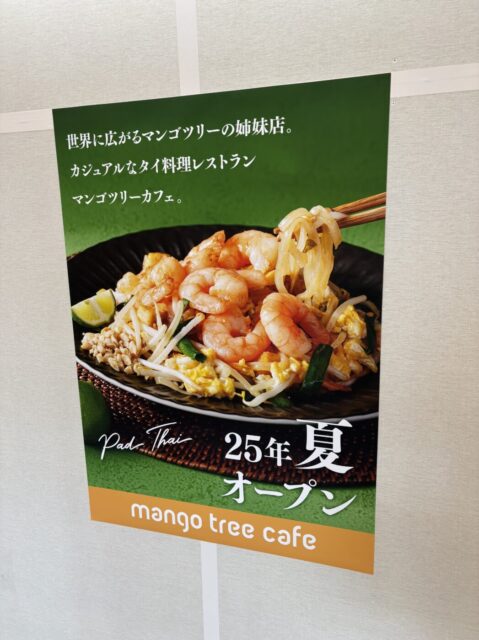 世界に広がるマンゴツリーの姉妹店。
カジュアルなタイ料理レストラン
マンゴツリーカフェ。
Pad Thai
25年 夏
オープン
mango tree cafe